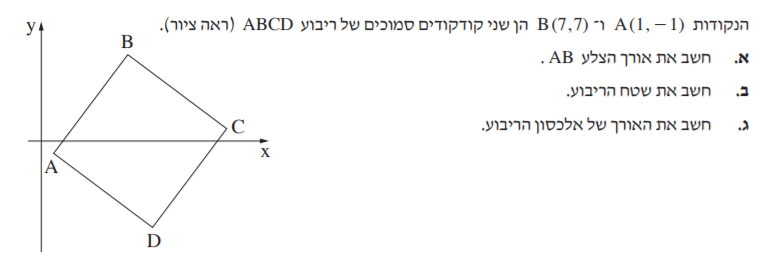 הנקודות A(1, −1) ו־ B(7,7) הן שני קודקודים סמוכים של ריבוע ABCD (ראה ציור).
א. חשב את אורך הצלע AB .
ב. חשב את שטח הריבוע.
ג. חשב את האורך של אלכסון הריבוע.
y
B
C
x
A
D